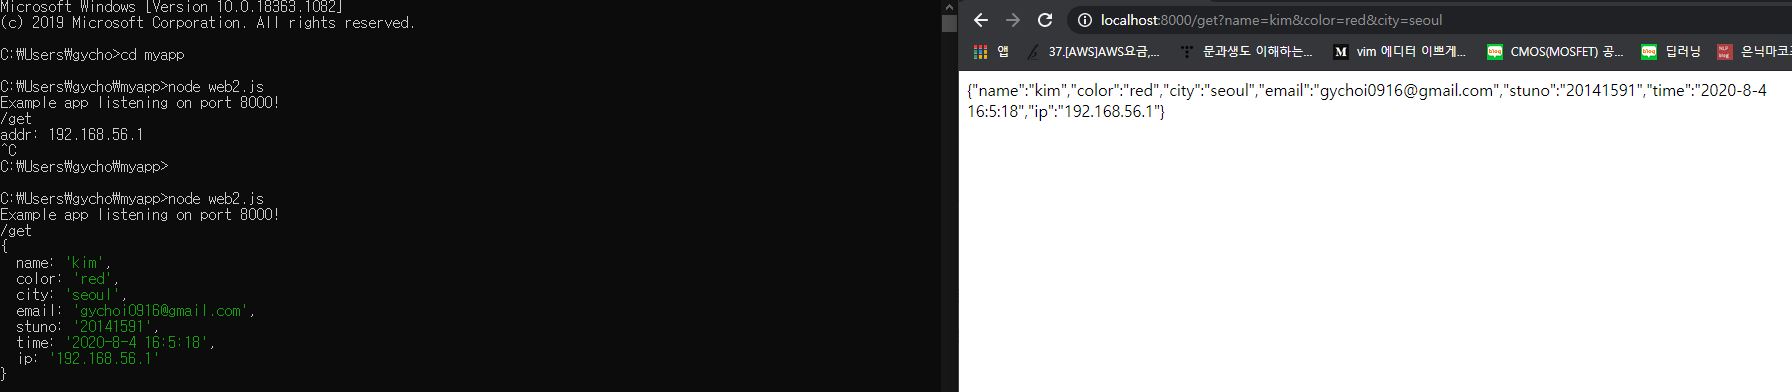 Microsoft Windows [Version 10.0.18363.1082]
(c) 2019 Microsoft Corporation. All rights reserved.
C:₩Users₩gycho>cd myapp
C:₩Users₩gycho₩myapp>node web2.js
Example app listening on port 8000!
/get
addr: 192.168.56.1
^C
C:₩Users₩gycho₩myapp>
C:₩Users₩gycho₩myapp>node web2.js
Example app listening on port 8000!
/get
{
name: 'kim',
color: 'red',
city: 'seoul',
email: 'gychoi0916@gmail.com',
stuno: '20141591',
time: '2020-8-4 16:5:18',
ip: '192.168.56.1'
}
localhost:8000/get?name=kim&color=red&city=seoul
앱 37.[AWS]AWS요금,... 문과생도 이해하는... M vim 에디터 이쁘게... blog CMOS(MOSFET) 공... blog 딥러닝 NLP blog 은닉마코
{"name":"kim","color":"red","city":"seoul","email":"gychoi0916@gmail.com","stuno":"20141591","time":"2020-8-4
16:5:18","ip":"192.168.56.1"}